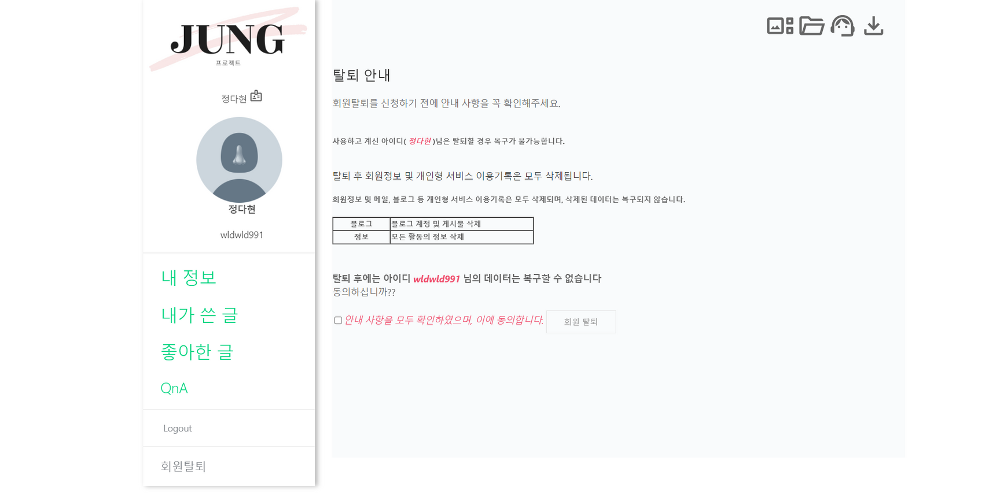 JUNG
프로젝트
정다현
정다현
wldwld991
내 정보
내가 쓴 글
좋아한 글
QnA
Logout
회원탈퇴
탈퇴 안내
회원탈퇴를 신청하기 전에 안내 사항을 꼭 확인해주세요.
사용하고 계신 아이디( 정다현 )님은 탈퇴할 경우 복구가 불가능합니다.
탈퇴 후 회원정보 및 개인형 서비스 이용기록은 모두 삭제됩니다.
회원정보 및 메일, 블로그 등 개인형 서비스 이용기록은 모두 삭제되며, 삭제된 데이터는 복구되지 않습니다.
블로그 블로그 계정 및 게시물 삭제
정보 모든 활동의 정보 삭제
탈퇴 후에는 아이디 wldwld991 님의 데이터는 복구할 수 없습니다
동의하십니까??
안내 사항을 모두 확인하였으며, 이에 동의합니다. 회원 탈퇴